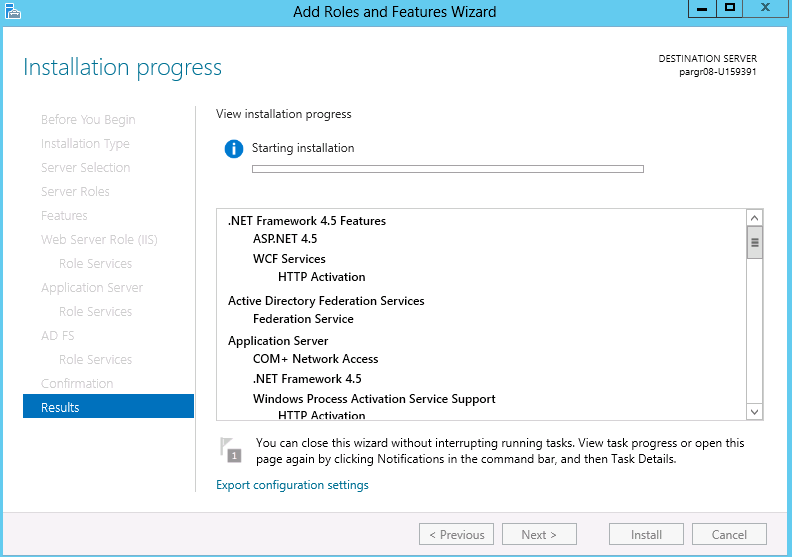 Add Roles and Features Wizard
Installation progress
DESTINATION SERVER
pargr08-U159391
Before You Begin
Installation Type
Server Selection
Server Roles
Features
Web Server Role (IIS)
Role Services
Application Server
Role Services
AD FS
Role Services
Confirmation
Results
View installation progress
Starting installation
.NET Framework 4.5 Features
ASP.NET 4.5
WCF Services
HTTP Activation
Active Directory Federation Services
Federation Service
Application Server
COM+ Network Access
.NET Framework 4.5
Windows Process Activation Service Support
HTTP Activation
1
You can close this wizard without interrupting running tasks. View task progress or open this
page again by clicking Notifications in the command bar, and then Task Details.
Export configuration settings
< Previous
Next >
Install
Cancel